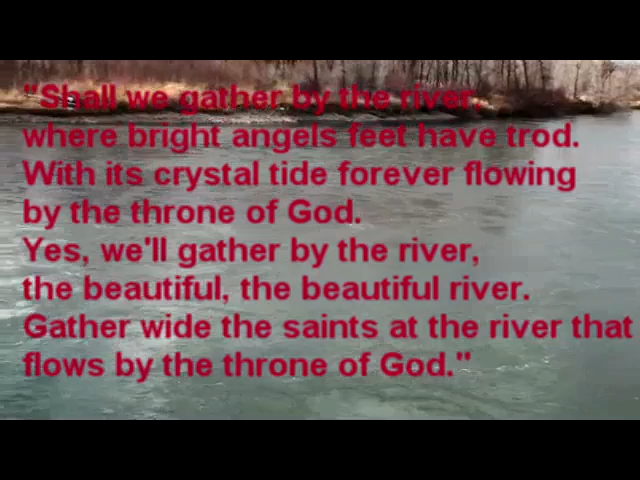 "Shall we gather by the river,
where bright angels feet have trod.
With its crystal tide forever flowing
by the throne of God.
Yes, we'll gather by the river,
the beautiful, the beautiful river.
Gather wide the saints at the river that
flows by the throne of God."